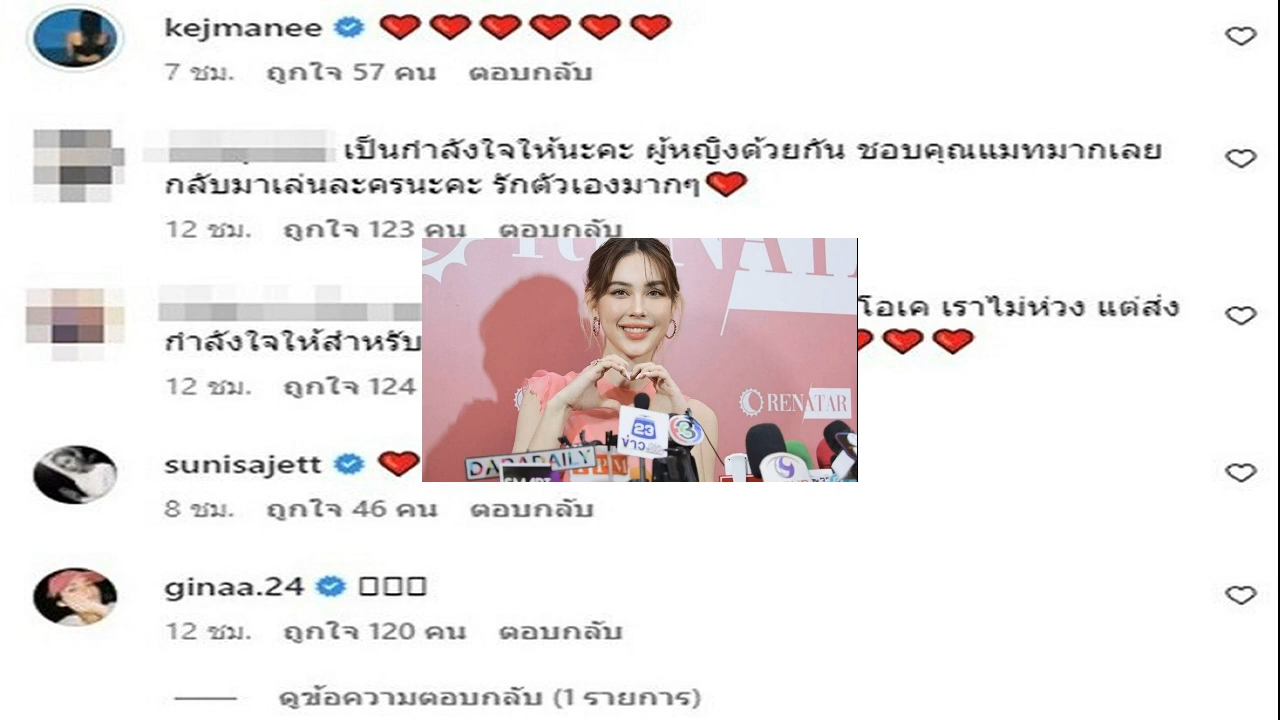 kejmanee
7 ชม. ถูกใจ 57 คน ตอบกลับ
เป็นกำลังใจให้นะคะ ผู้หญิงด้วยกัน ชอบคุณแมทมากเลย
กลับมาเล่นละครนะคะ รักตัวเองมากๆ
12 ชม. ถูกใจ 123 คน ตอบกลับ
โอเค เราไม่ห่วง แต่ส่ง
กำลังใจให้สำหรับ
12 ชม. ถูกใจ 124
RENATAR
23
ข่าว
3
DARADAILY
9
sunisajett
8 ชม. ถูกใจ 46 คน ตอบกลับ
ginaa.24
12 ชม. ถูกใจ 120 คน ตอบกลับ
ดูข้อความตอบกลับ (1 รายการ)